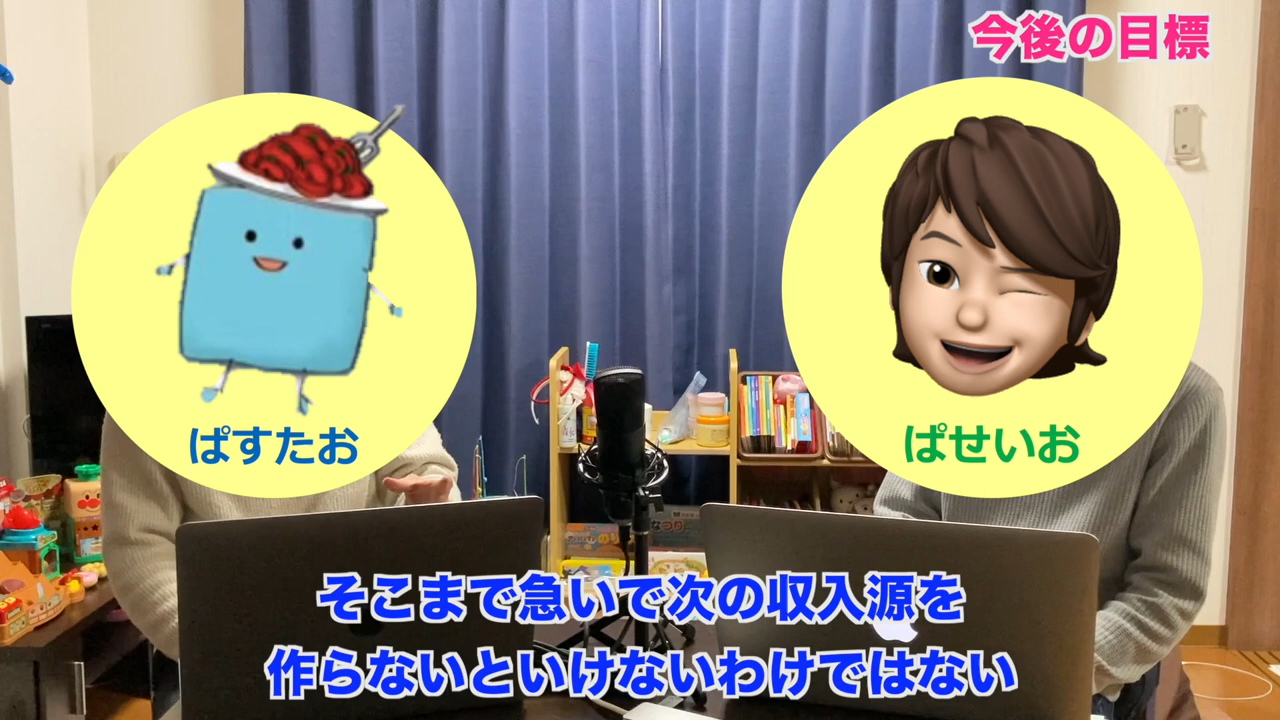 今後の目標
ぱすたお
ぱせいお
そこまで急いで次の収入源を
作らないといけないわけではない